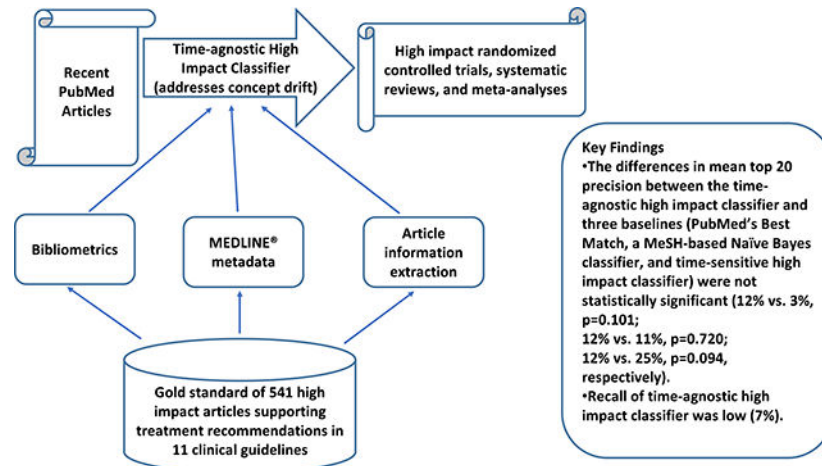 Recent
PubMed
Articles
Time-agnostic High
Impact Classifier
(addresses concept drift)
High impact randomized
controlled trials, systematic
reviews, and meta-analyses
Bibliometrics
MEDLINE®
metadata
Article
information
extraction
Gold standard of 541 high
impact articles supporting
treatment recommendations in
11 clinical guidelines
Key Findings
•The differences in mean top 20
precision between the time-
agnostic high impact classifier and
three baselines (PubMed's Best
Match, a MeSH-based Naïve Bayes
classifier, and time-sensitive high
impact classifier) were not
statistically significant (12% vs. 3%,
p=0.101;
12% vs. 11%, p=0.720;
12% vs. 25%, p=0.094,
respectively).
•Recall of time-agnostic high
impact classifier was low (7%).